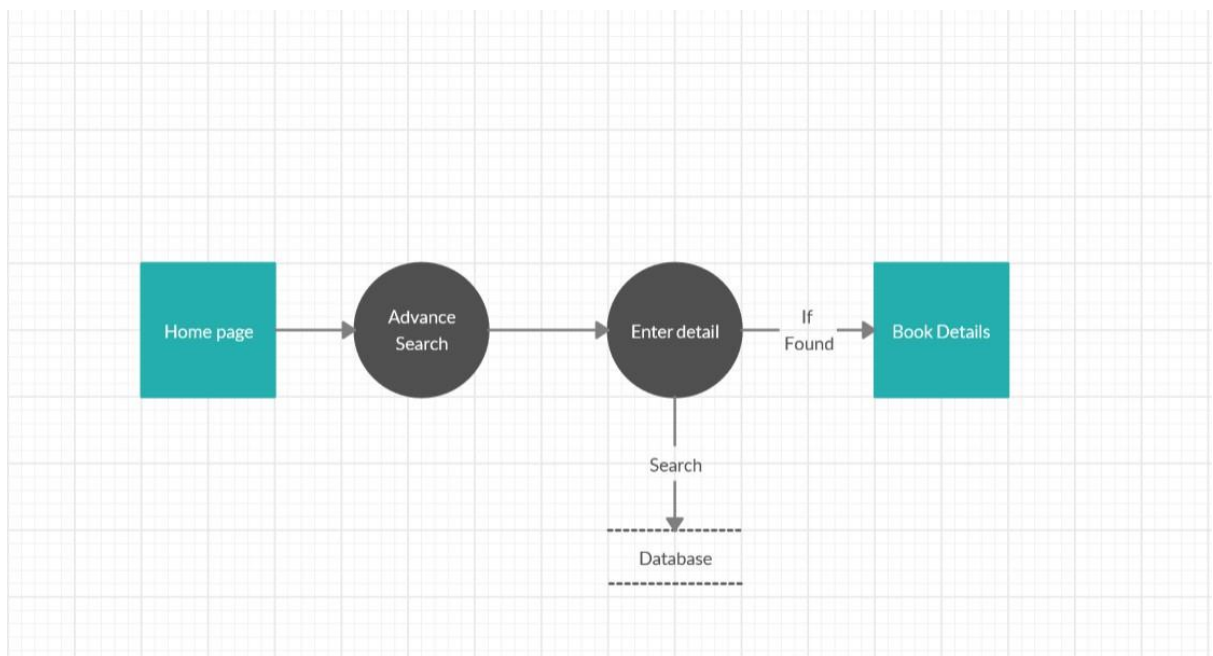 Home page
Advance
Search
Enter detail
If
Found
Book Details
Search
Database